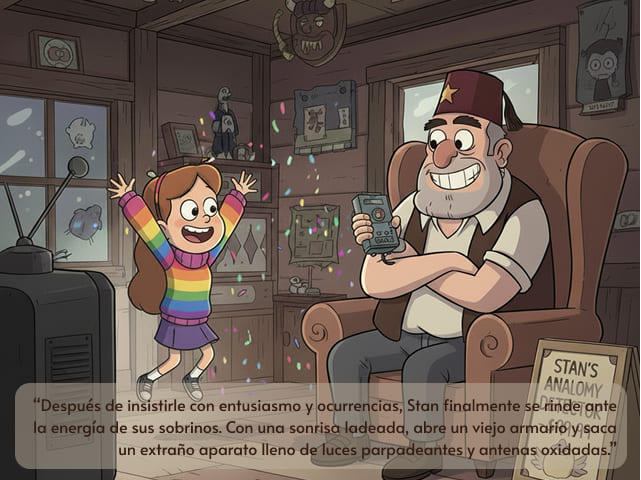 STAN'S
ANALOMY
“Después de insistirle con entusiasmo y ocurrencias, Stan finalmente se rinde ante
la energía de sus sobrinos. Con una sonrisa ladeada, abre un viejo armario y saca
un extraño aparato lleno de luces parpadeantes y antenas oxidadas.”